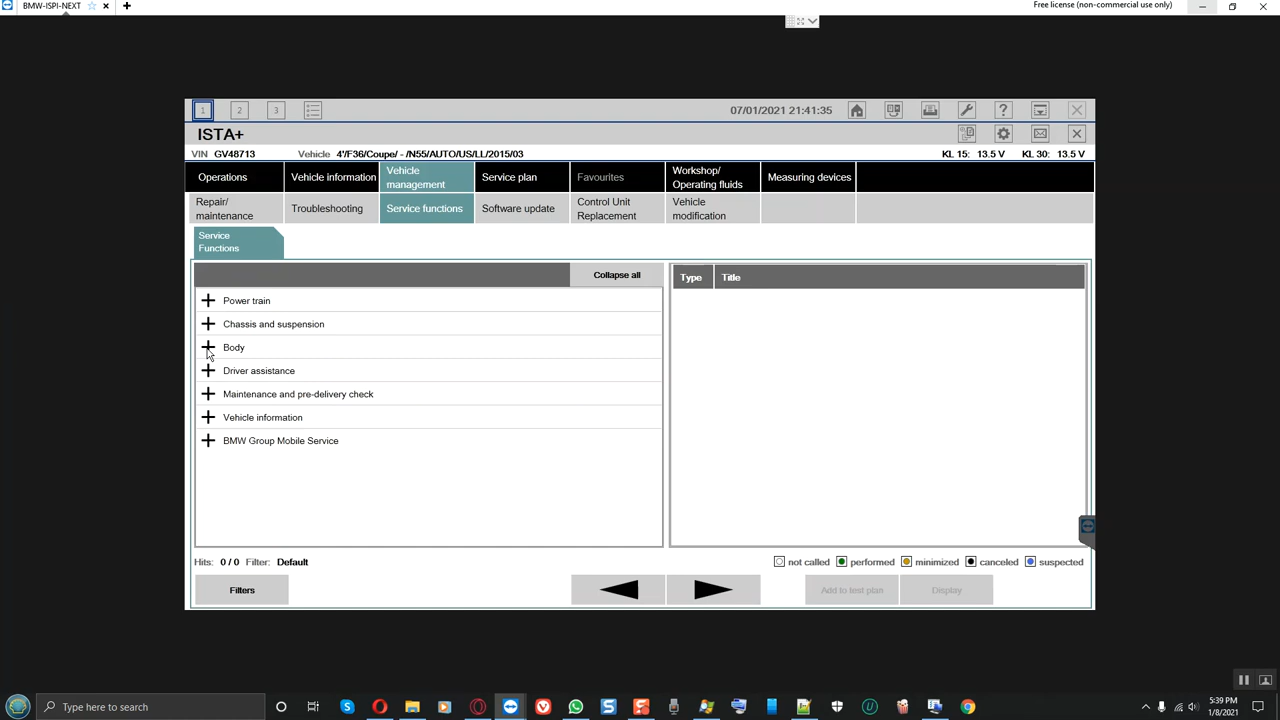 BMW-ISPI-NEXT
Free license (non-commercial use only)
1 2 3
07/01/2021 21:41:35
?
ISTA+
VIN GV48713 Vehicle 4'/F36/Coupe/ - /N55/AUTO/US/LL/2015/03 KL 15: 13.5 V KL 30: 13.5 V
Operations
Vehicle information
Vehicle
management
Service plan
Favourites
Workshop/
Operating fluids
Measuring devices
Repair/
maintenance
Troubleshooting
Service functions
Software update
Control Unit
Replacement
Vehicle
modification
Service
Functions
Collapse all
Type Title
Power train
Chassis and suspension
Body
Driver assistance
Maintenance and pre-delivery check
Vehicle information
BMW Group Mobile Service
Hits: 0 / 0 Filter: Default
not called performed minimized canceled suspected
Filters
Add to test plan
Display
Type here to search
5:39 PM
1/8/2021